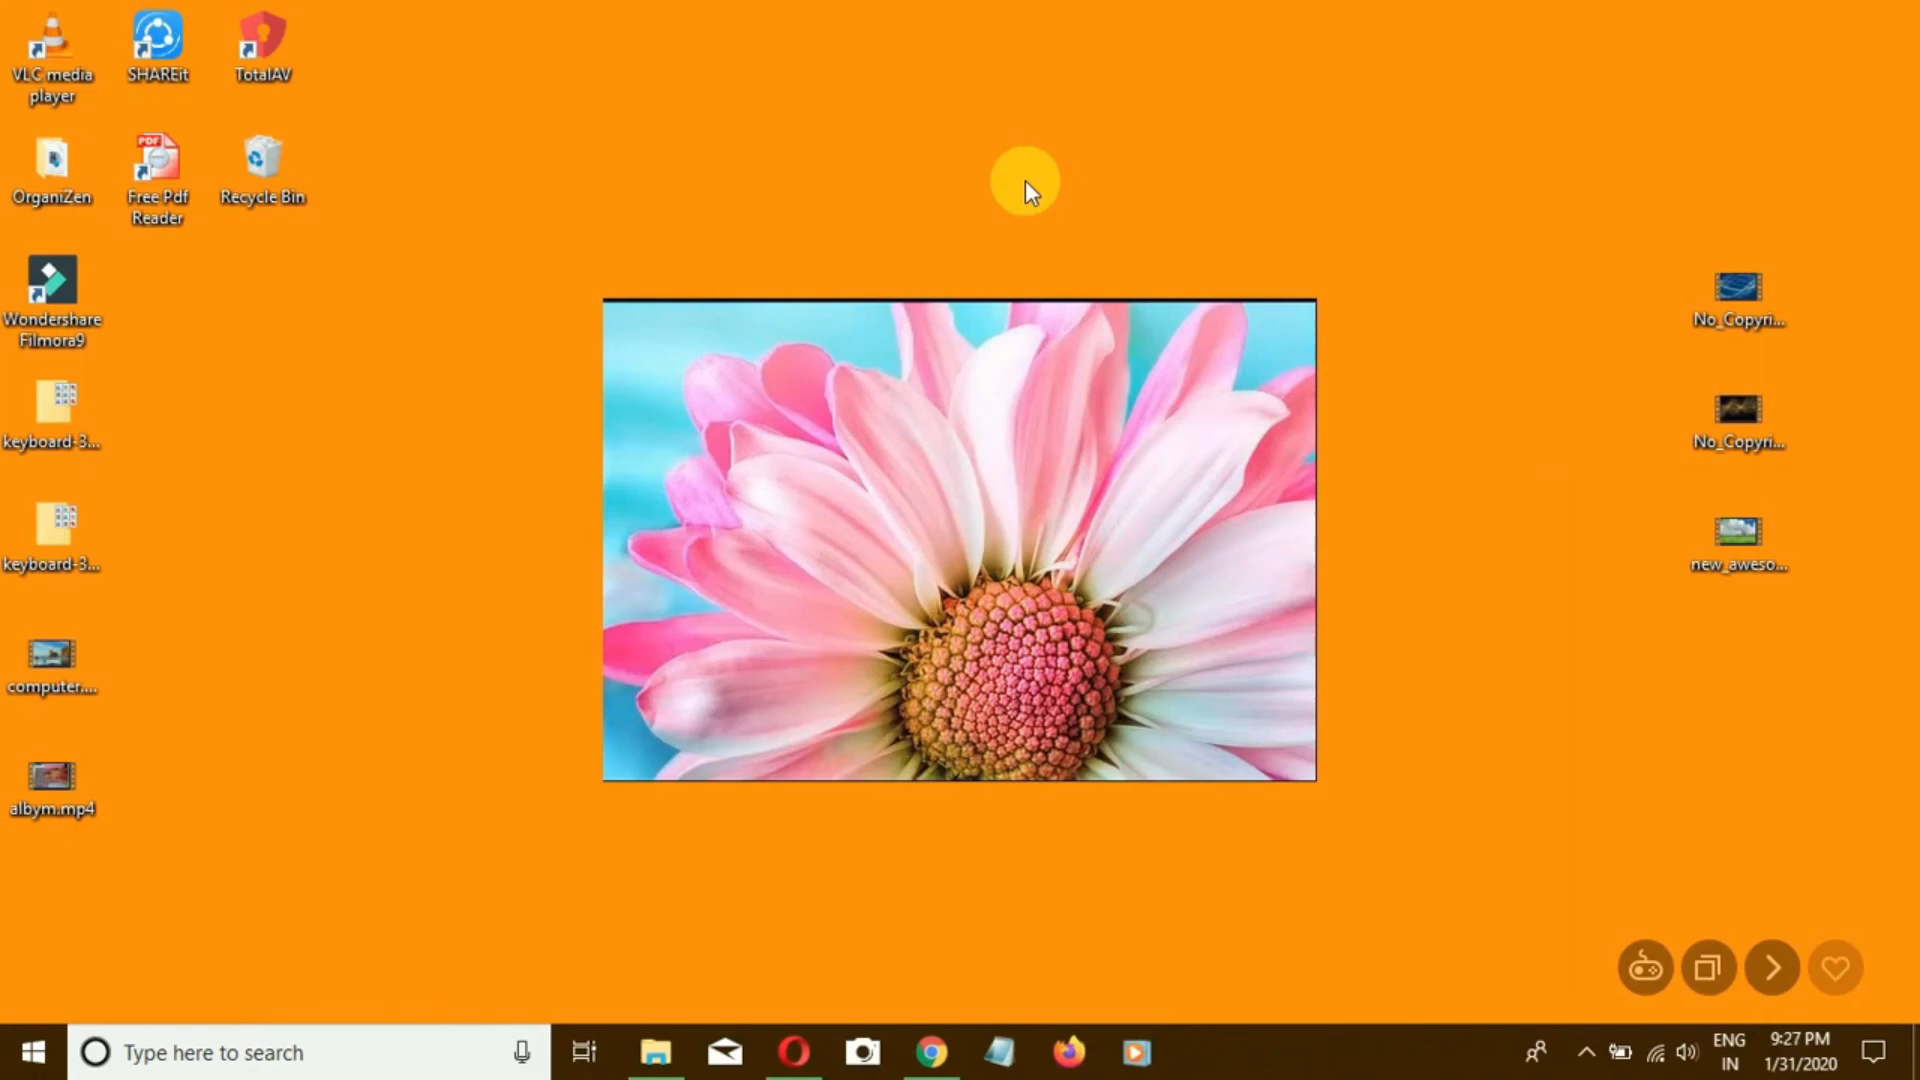 VLC media
player
SHAREit
TotalAV
OrganiZen
PDF
Free Pdf
Reader
Recycle Bin
Wondershare
Filmora9
keyboard-3...
keyboard-3...
computer....
albym.mp4
No_Copyri...
No_Copyri...
new_aweso...
Type here to search
ENG
IN
9:27 PM
1/31/2020